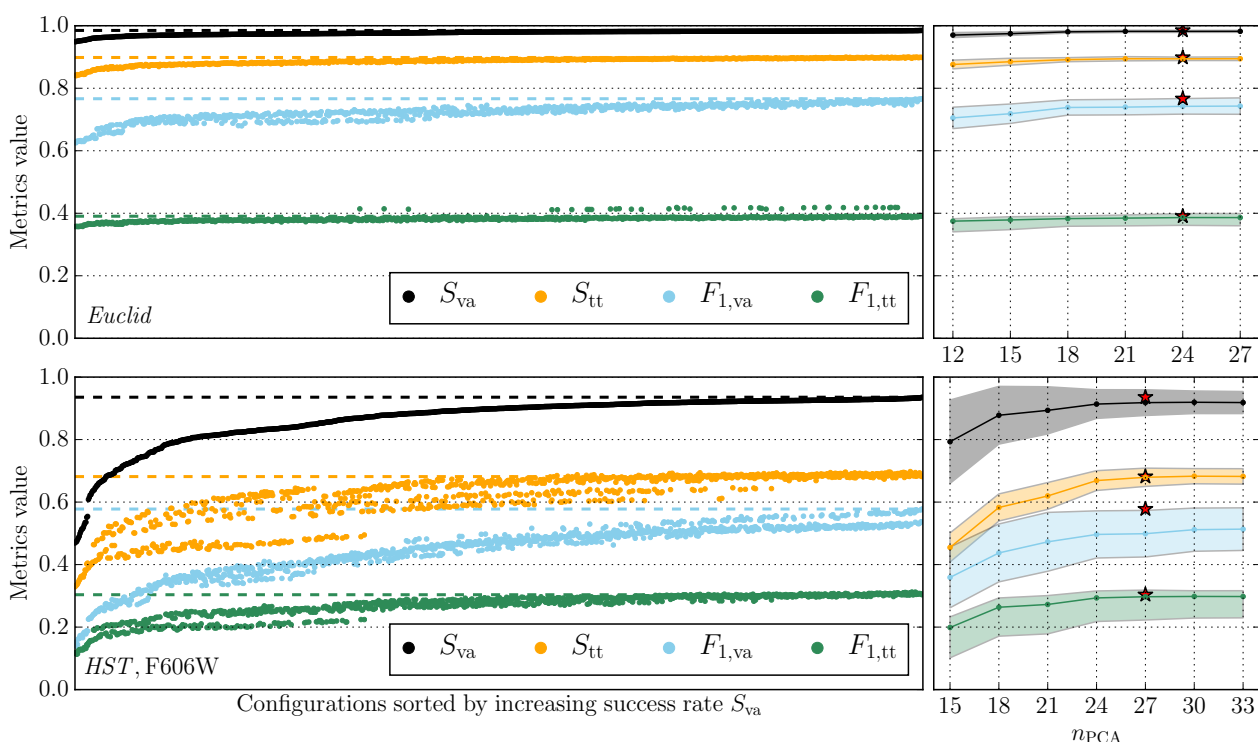 1.0
0.8
0.6
0.4
0.2
0.0
Metrics value
Euclid
S_va S_tt F_1,va F_1,tt
12 15 18 21 24 27
1.0
0.8
0.6
0.4
0.2
0.0
Metrics value
HST, F606W
S_va S_tt F_1,va F_1,tt
Configurations sorted by increasing success rate S_va
15 18 21 24 27 30 33
n_PCA